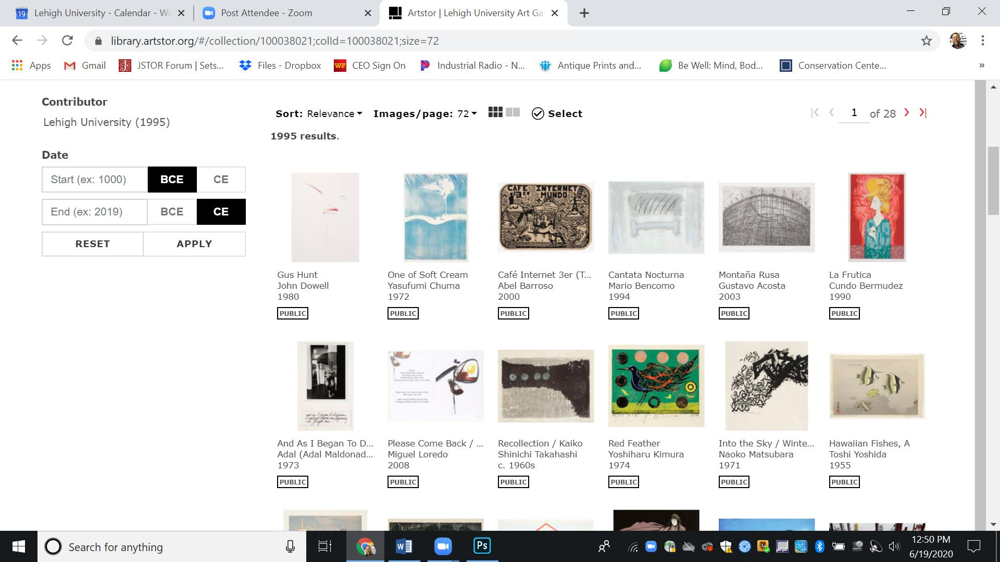 19 Lehigh University - Calendar - We
Post Attendee - Zoom
Artstor | Lehigh University Art Ga
library.artstor.org/#/collection/100038021;colId=100038021;size=72
Apps
Gmail
JSTOR Forum | Sets...
Files - Dropbox
WF CEO Sign On
Industrial Radio - N...
Antique Prints and...
Be Well: Mind, Bod...
Conservation Cente...
»
Contributor
Lehigh University (1995)
Date
Start (ex: 1000) BCE CE
End (ex: 2019) BCE CE
RESET APPLY
Sort: Relevance Images/page: 72 Select 1 of 28
1995 results.
CAFE INTERNET
3ER MUNDO
Gus Hunt
John Dowell
1980
PUBLIC
One of Soft Cream
Yasufumi Chuma
1972
PUBLIC
Café Internet 3er (T...
Abel Barroso
2000
PUBLIC
Cantata Nocturna
Mario Bencomo
1994
PUBLIC
Montaña Rusa
Gustavo Acosta
2003
PUBLIC
La Frutica
Cundo Bermudez
1990
PUBLIC
And As I Began To D...
Adal (Adal Maldonad...
1973
PUBLIC
Please Come Back / ...
Miguel Loredo
2008
PUBLIC
Recollection / Kaiko
Shinichi Takahashi
c. 1960s
PUBLIC
Red Feather
Yoshiharu Kimura
1974
PUBLIC
Into the Sky / Winte...
Naoko Matsubara
1971
PUBLIC
Hawaiian Fishes, A
Toshi Yoshida
1955
PUBLIC
Search for anything
Ps
12:50 PM
6/19/2020